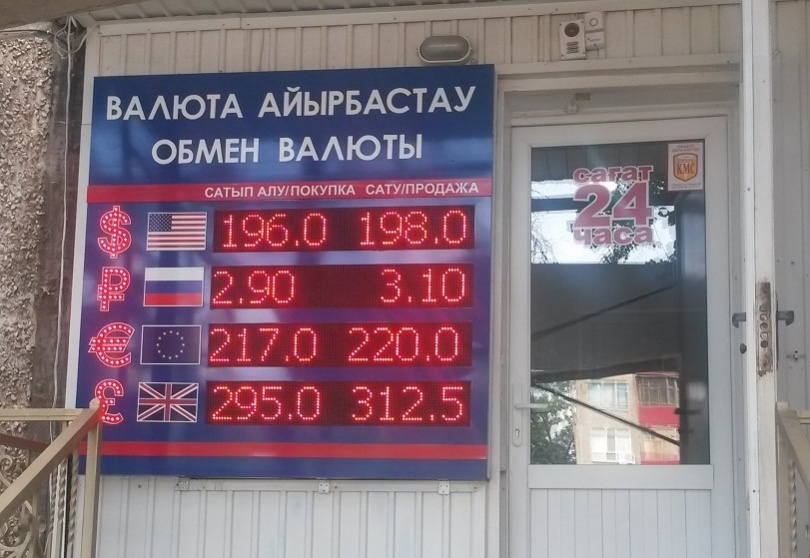 ВАЛЮТА АЙЫРБАСТАУ
ОБМЕН ВАЛЮТЫ
САТЫП АЛУ/ПОКУПКА САТУ/ПРОДАЖА
$ 196.0 198.0
₽ 2.90 3.10
€ 217.0 220.0
£ 295.0 312.5
сағат
24
часа
КМС